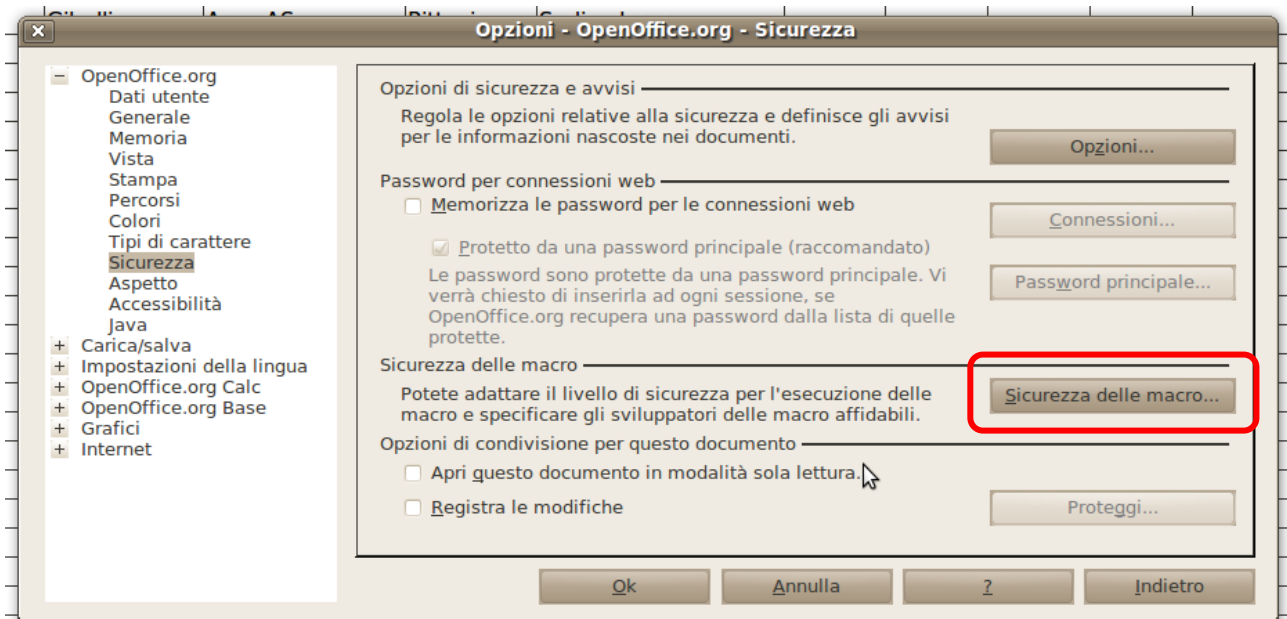 Opzioni - OpenOffice.org - Sicurezza
OpenOffice.org
Dati utente
Generale
Memoria
Vista
Stampa
Percorsi
Colori
Tipi di carattere
Sicurezza
Aspetto
Accessibilità
Java
Carica/salva
Impostazioni della lingua
OpenOffice.org Calc
OpenOffice.org Base
Grafici
Internet
Opzioni di sicurezza e avvisi
Regola le opzioni relative alla sicurezza e definisce gli avvisi
per le informazioni nascoste nei documenti.
Opzioni...
Password per connessioni web
Memorizza le password per le connessioni web
Connessioni...
Protetto da una password principale (raccomandato)
Le password sono protette da una password principale. Vi
verrà chiesto di inserirla ad ogni sessione, se
OpenOffice.org recupera una password dalla lista di quelle
protette.
Password principale...
Sicurezza delle macro
Potete adattare il livello di sicurezza per l'esecuzione delle
macro e specificare gli sviluppatori delle macro affidabili.
Sicurezza delle macro...
Opzioni di condivisione per questo documento
Apri questo documento in modalità sola lettura.
Registra le modifiche
Proteggi...
Ok
Annulla
?
Indietro